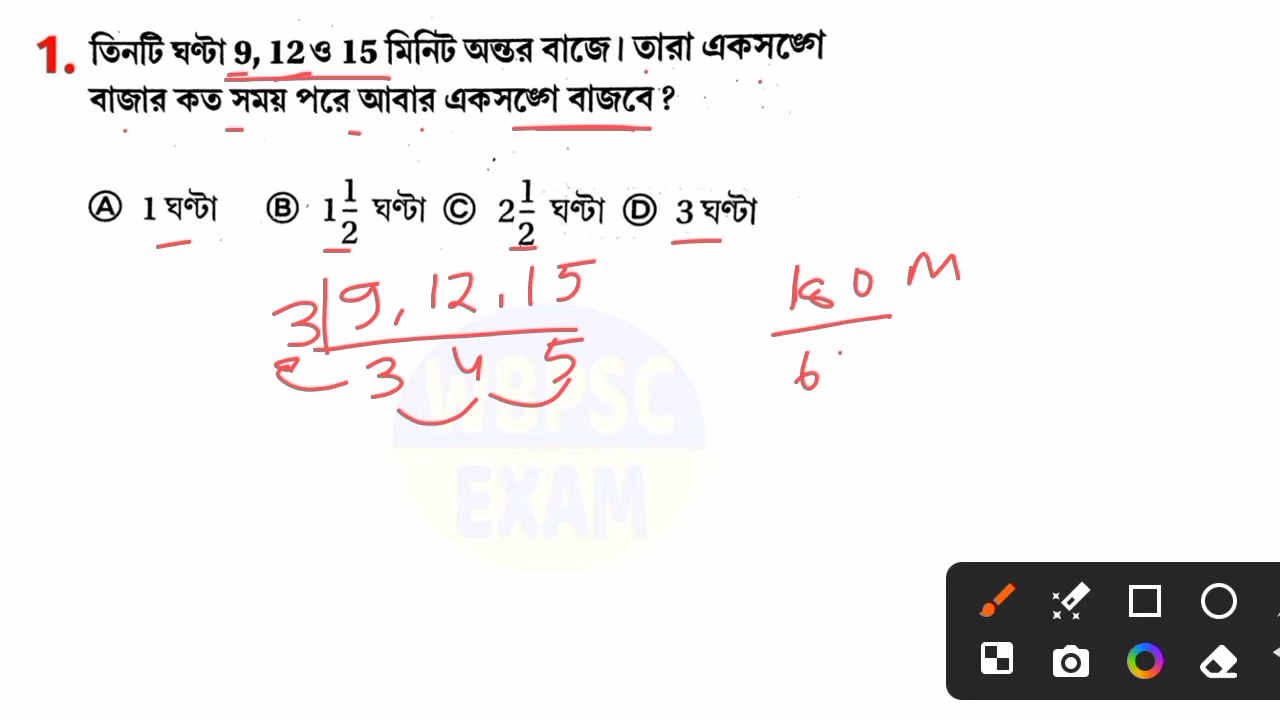 1. তিনটি ঘণ্টা 9, 12 ও 15 মিনিট অন্তর বাজে। তারা একসঙ্গে
বাজার কত সময় পরে আবার একসঙ্গে বাজবে?
Ⓐ 1 ঘণ্টা Ⓑ 1 1/2 ঘণ্টা Ⓒ 2 1/2 ঘণ্টা Ⓓ 3 ঘণ্টা
3 | 9, 12, 15
3 4 5
180 M
6
WBPSC
EXAM